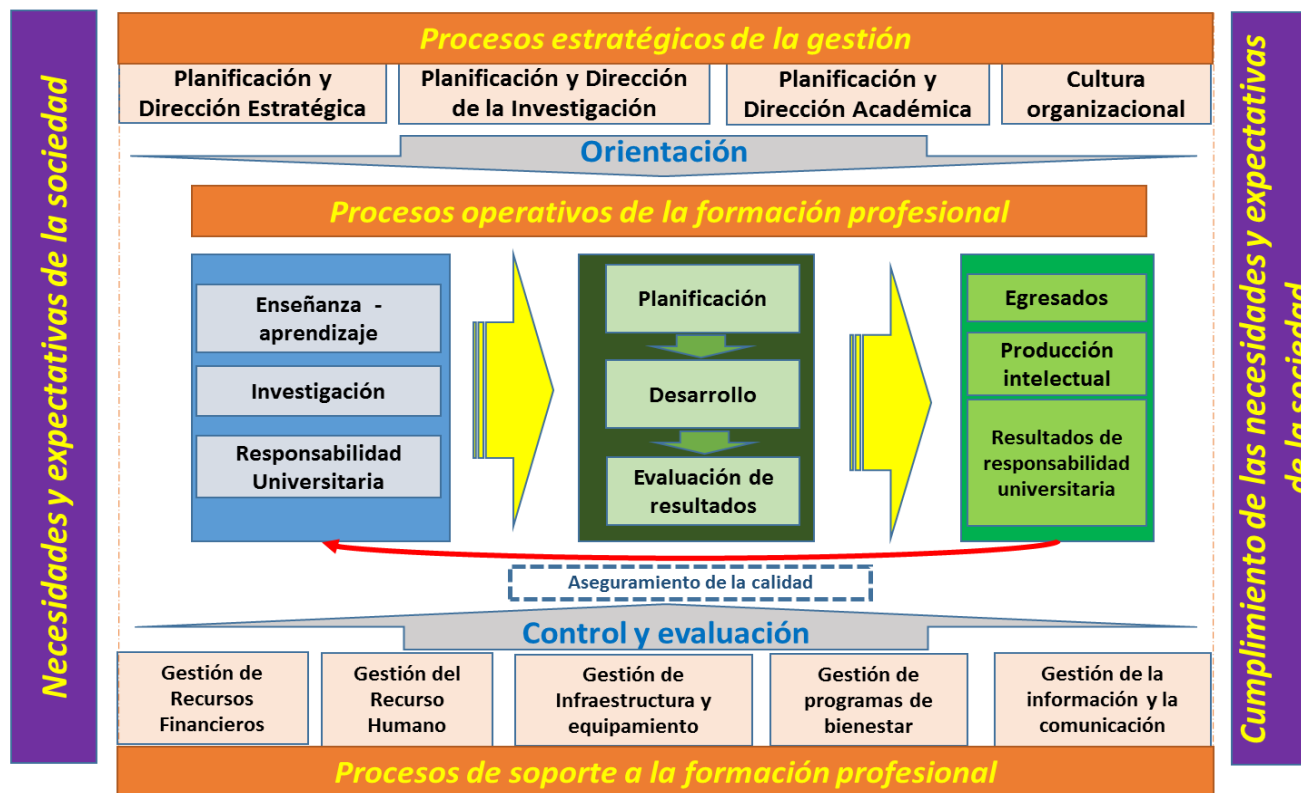 Necesidades y expectativas de la sociedad
Procesos estratégicos de la gestión
Planificación y
Dirección Estratégica
Planificación y Dirección
de la Investigación
Planificación y
Dirección Académica
Cultura
organizacional
Orientación
Procesos operativos de la formación profesional
Enseñanza -
aprendizaje
Investigación
Responsabilidad
Universitaria
Planificación
Desarrollo
Evaluación de
resultados
Egresados
Producción
intelectual
Resultados de
responsabilidad
universitaria
Aseguramiento de la calidad
Control y evaluación
Gestión de
Recursos
Financieros
Gestión del
Recurso
Humano
Gestión de
Infraestructura y
equipamiento
Gestión de
programas de
bienestar
Gestión de la
información y la
comunicación
Procesos de soporte a la formación profesional
Cumplimiento de las necesidades y expectativas
de la sociedad